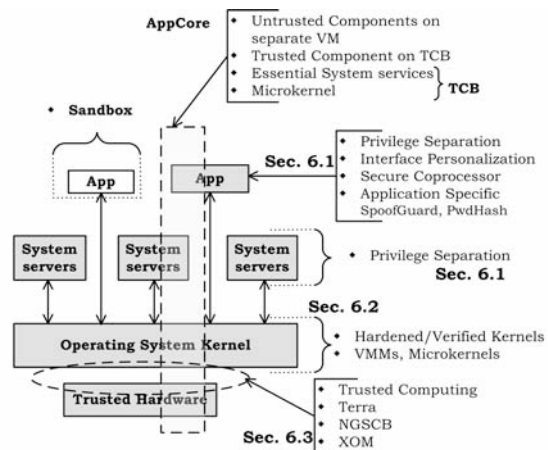 AppCore
◆ Untrusted Components on
separate VM
◆ Trusted Component on TCB
◆ Essential System services
◆ Microkernel
TCB
◆ Sandbox
App
App
Sec. 6.1
◆ Privilege Separation
◆ Interface Personalization
◆ Secure Coprocessor
◆ Application Specific
SpoofGuard, PwdHash
System
servers
System
servers
System
servers
◆ Privilege Separation
Sec. 6.1
Sec. 6.2
Operating System Kernel
◆ Hardened/Verified Kernels
◆ VMMs, Microkernels
Trusted Hardware
Sec. 6.3
◆ Trusted Computing
◆ Terra
◆ NGSCB
◆ XOM